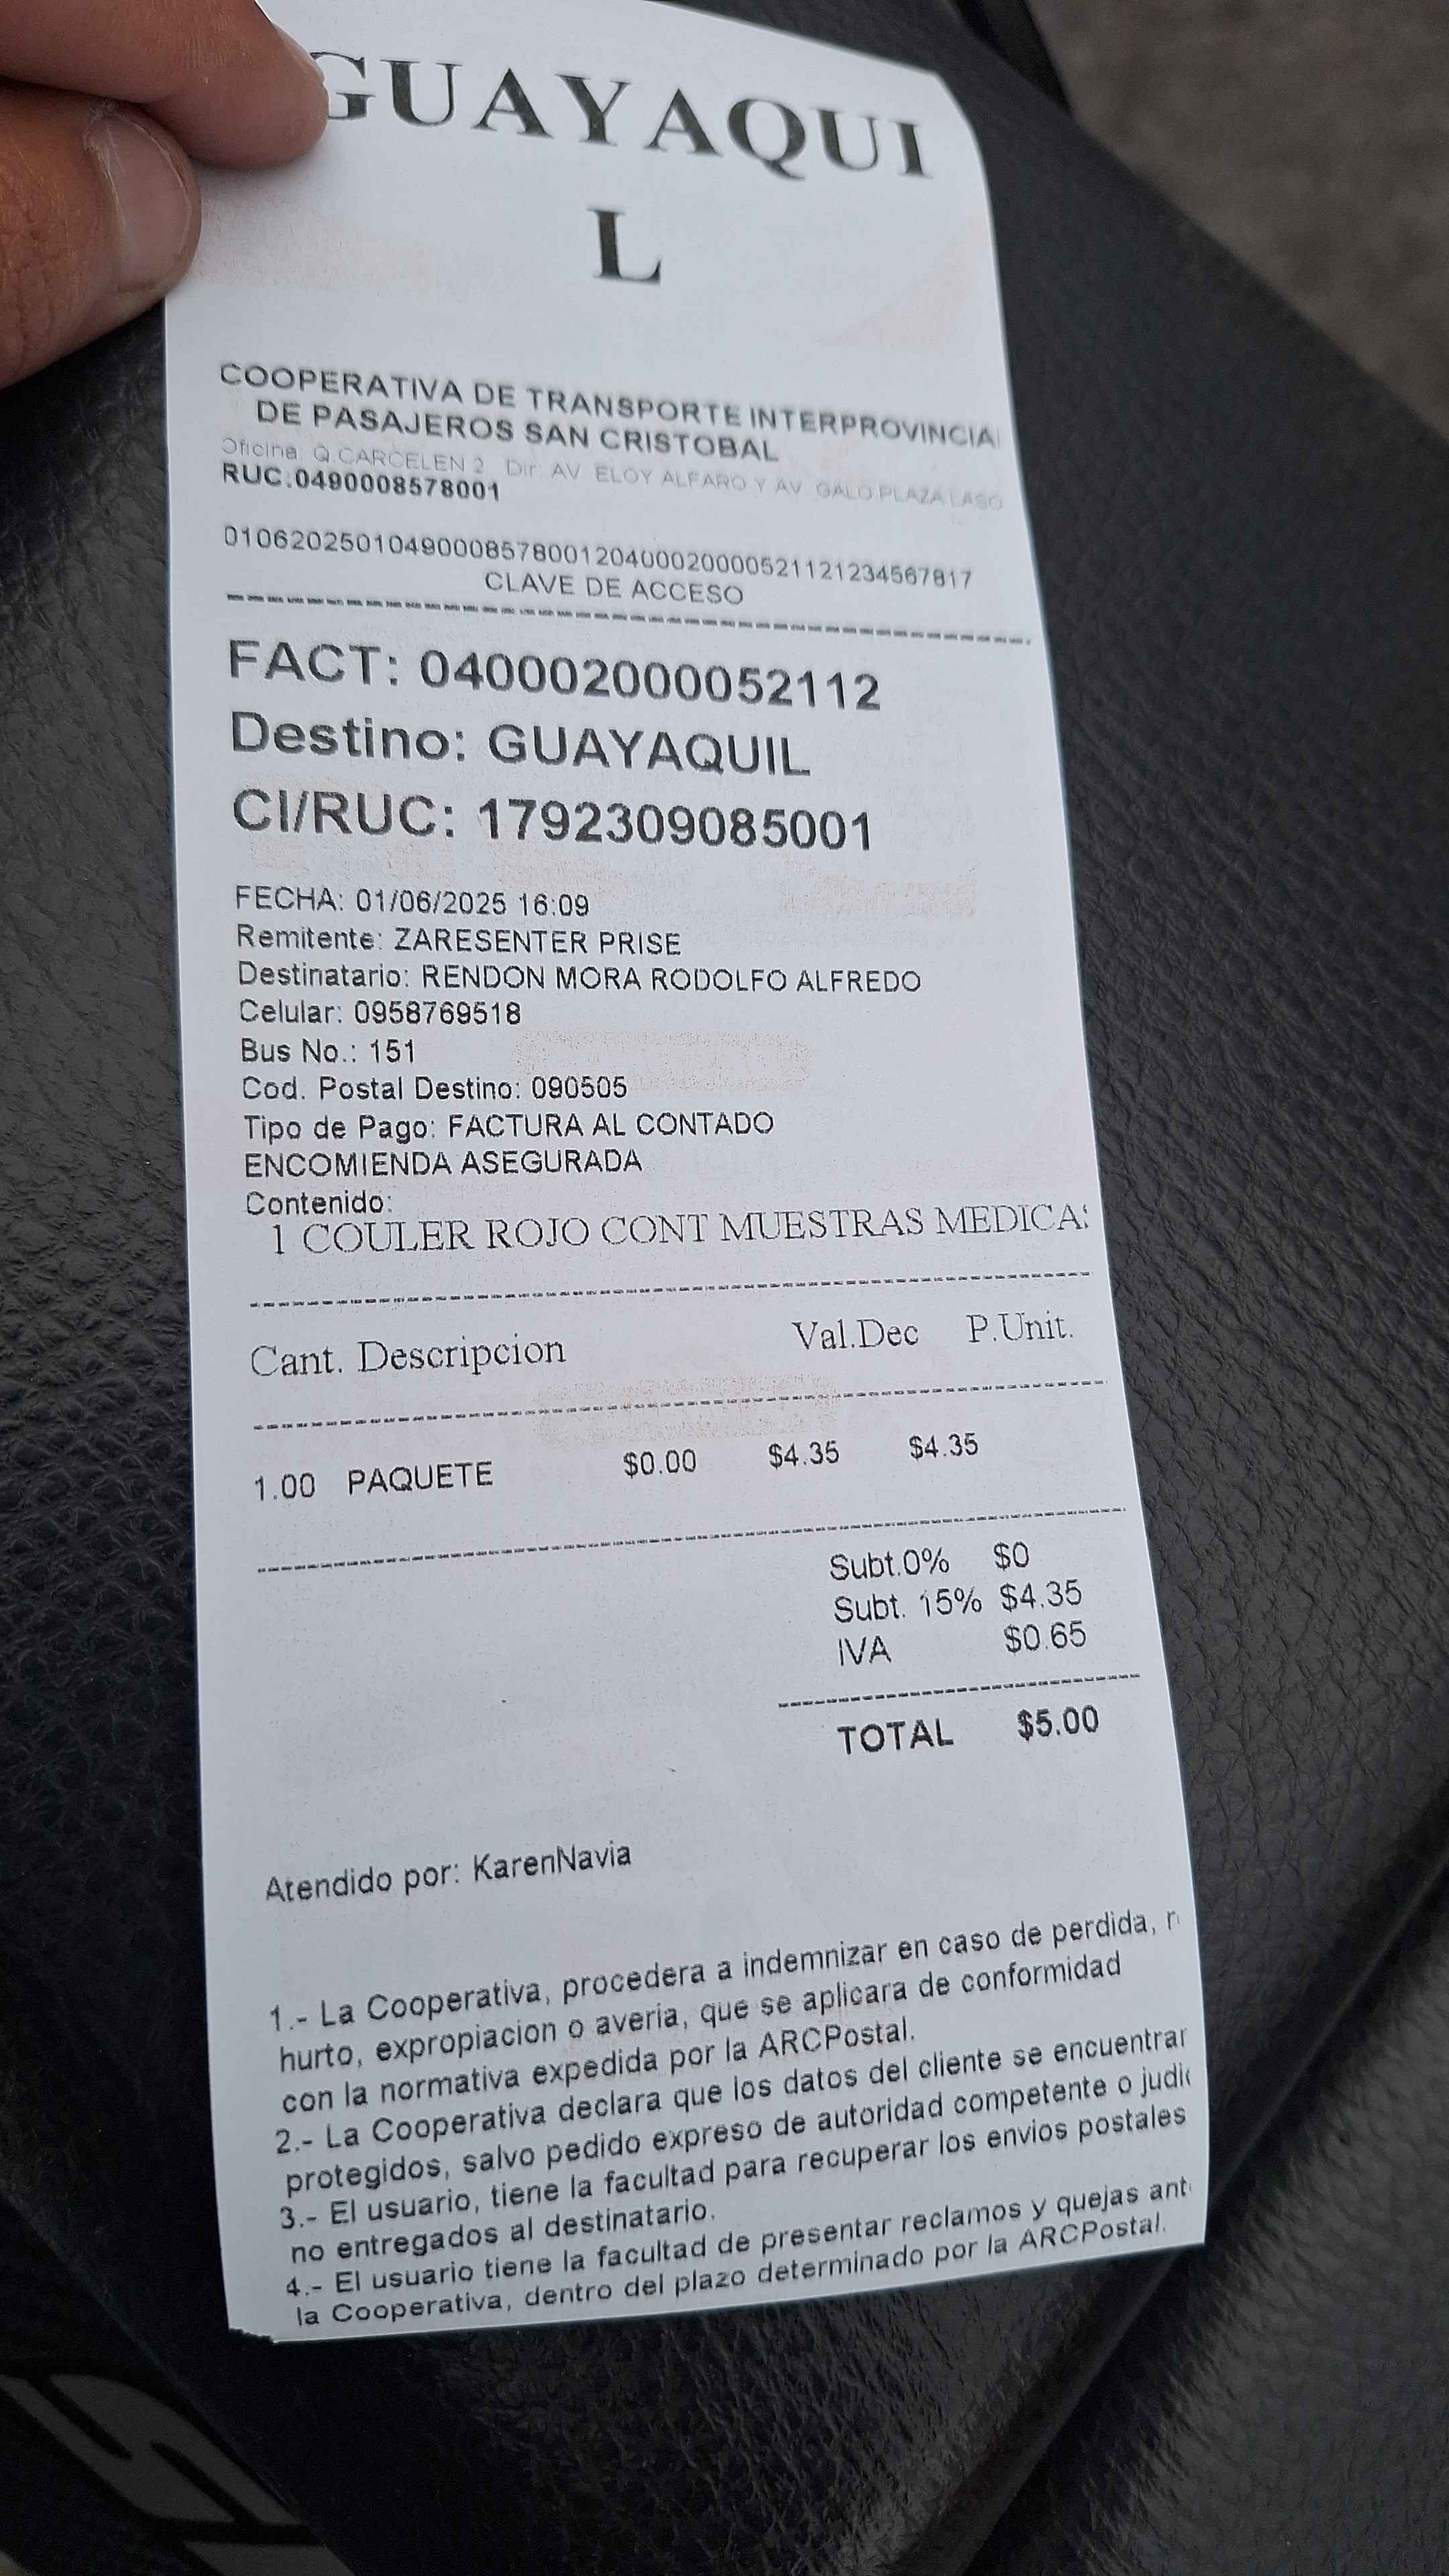 GUAYAQUI
L
COOPERATIVA DE TRANSPORTE INTERPROVINCIA
DE PASAJEROS SAN CRISTOBAL
Oficina: Q.CARCELEN 2 Dir: AV ELOY ALFARO Y AV. GALO PLAZA LASO
RUC.0490008578001
0106202501049000857800120400020000521121234567817
CLAVE DE ACCESO
FACT: 040002000052112
Destino: GUAYAQUIL
CI/RUC: 1792309085001
FECHA: 01/06/2025 16:09
Remitente: ZARESENTER PRISE
Destinatario: RENDON MORA RODOLFO ALFREDO
Celular: 0958769518
Bus No.: 151
Cod. Postal Destino: 090505
Tipo de Pago: FACTURA AL CONTADO
ENCOMIENDA ASEGURADA
Contenido:
1 COULER ROJO CONT MUESTRAS MEDICAS
Cant. Descripcion Val.Dec P.Unit.
1.00 PAQUETE $0.00 $4.35 $4.35
Subt.0% $0
Subt. 15% $4.35
IVA $0.65
TOTAL $5.00
Atendido por: KarenNavia
1.- La Cooperativa, procedera a indemnizar en caso de perdida, r
hurto, expropiacion o averia, que se aplicara de conformidad
con la normativa expedida por la ARCPostal.
2.- La Cooperativa declara que los datos del cliente se encuentrar
protegidos, salvo pedido expreso de autoridad competente o judic
3.- El usuario, tiene la facultad para recuperar los envios postales
no entregados al destinatario.
4.- El usuario tiene la facultad de presentar reclamos y quejas ant
la Cooperativa, dentro del plazo determinado por la ARCPostal.